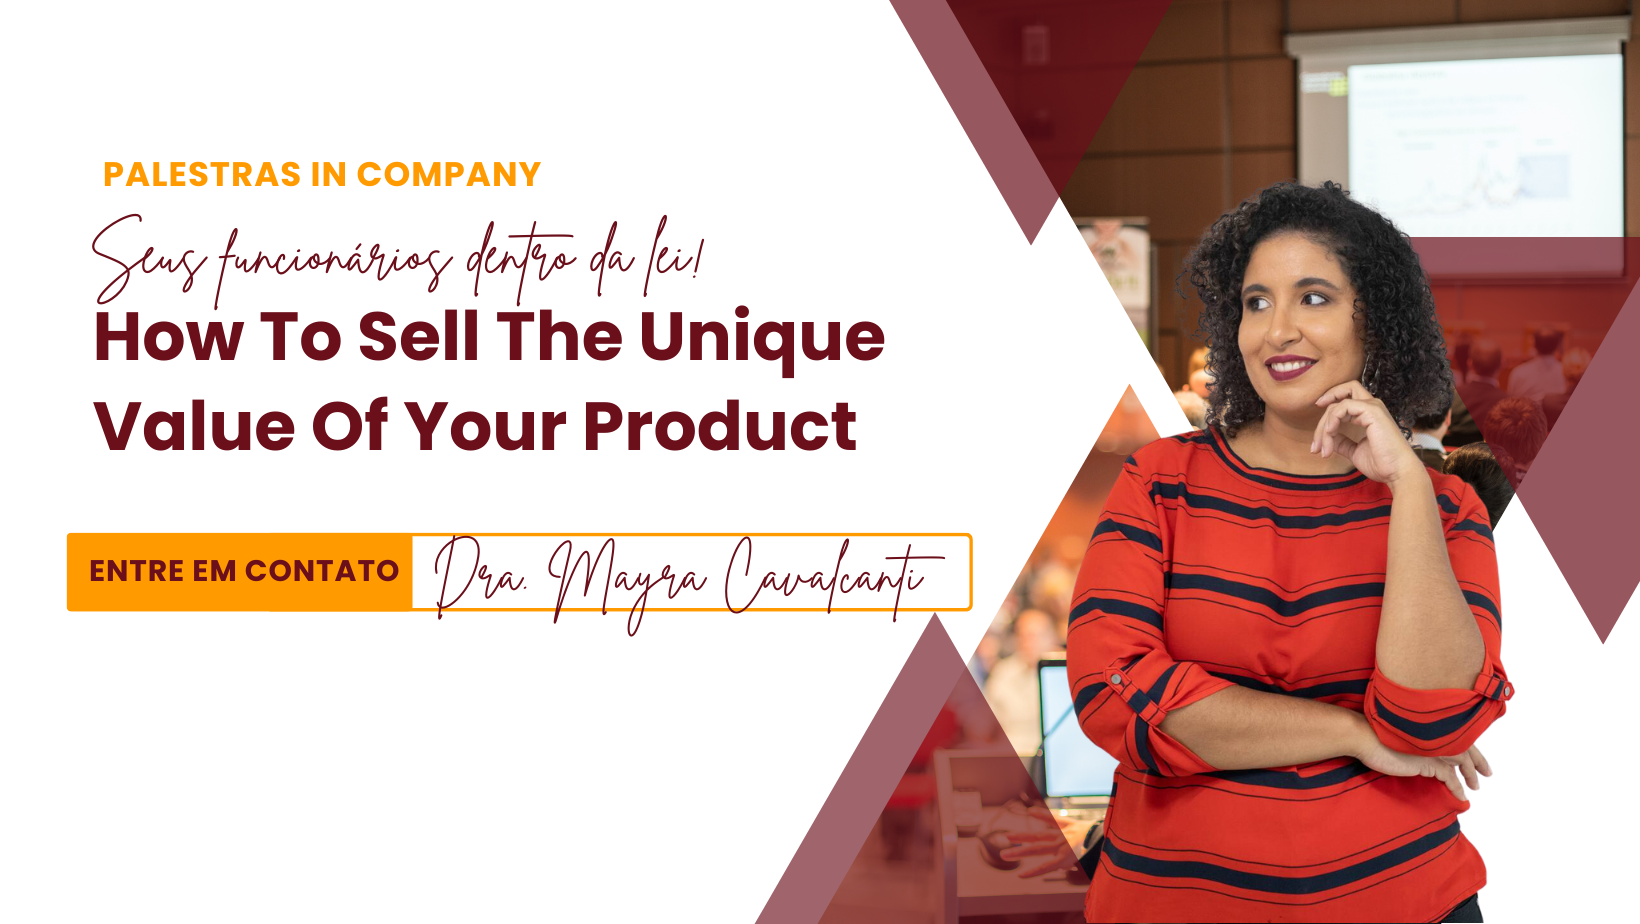 PALESTRAS IN COMPANY
Seus funcionários dentro da lei!
How To Sell The Unique
Value Of Your Product
ENTRE EM CONTATO
Dra. Mayra Cavalcanti